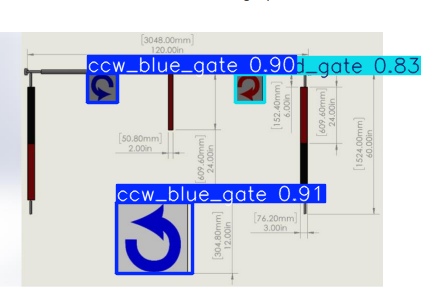 [3048.00mm]
120.00in
ccw_blue_gate 0.90
d_gate 0.83
[152.40mm]
6.00in
[609.60mm]
24.00in
[50.80mm]
2.00in
[609.60mm]
24.00in
[1524.00mm]
60.00in
ccw_blue_gate 0.91
[304.80mm]
12.00in
[76.20mm]
3.00in